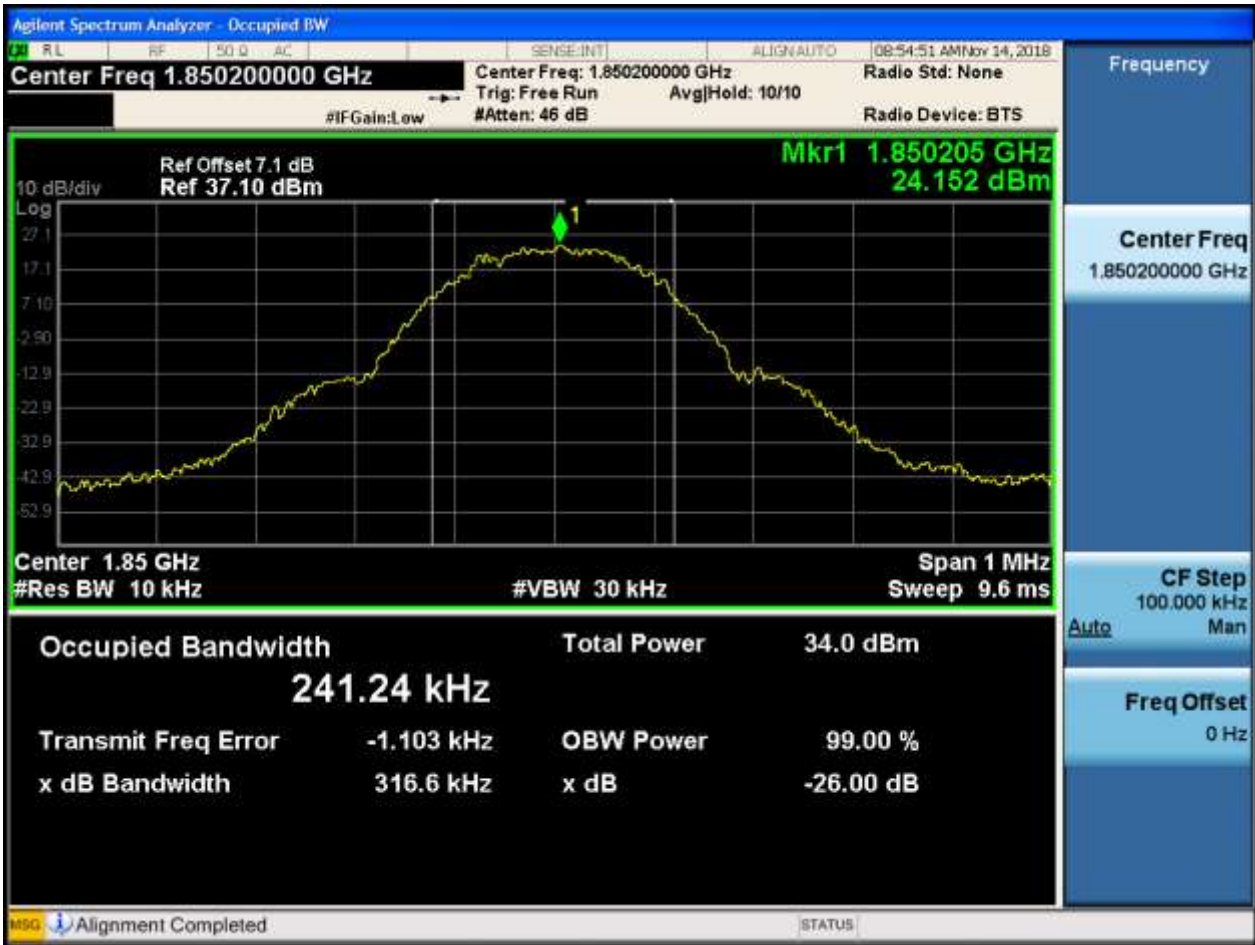 Agilent Spectrum Analyzer - Occupied BW
RL RF 50 Ω AC SENSE:INT ALIGN AUTO 08:54:51 AM Nov 14, 2018
Center Freq 1.850200000 GHz
Center Freq: 1.850200000 GHz Radio Std: None
Trig: Free Run Avg|Hold: 10/10
#IFGain:Low #Atten: 46 dB Radio Device: BTS
Frequency
Ref Offset 7.1 dB
10 dB/div Ref 37.10 dBm
Mkr1 1.850205 GHz
24.152 dBm
Log
27.1
17.1
7.10
-2.90
-12.9
-22.9
-32.9
-42.9
-52.9
1
Center 1.85 GHz Span 1 MHz
#Res BW 10 kHz #VBW 30 kHz Sweep 9.6 ms
Occupied Bandwidth Total Power 34.0 dBm
241.24 kHz
Transmit Freq Error -1.103 kHz OBW Power 99.00 %
x dB Bandwidth 316.6 kHz x dB -26.00 dB
Center Freq
1.850200000 GHz
CF Step
100.000 kHz
Auto Man
Freq Offset
0 Hz
MSG Alignment Completed STATUS